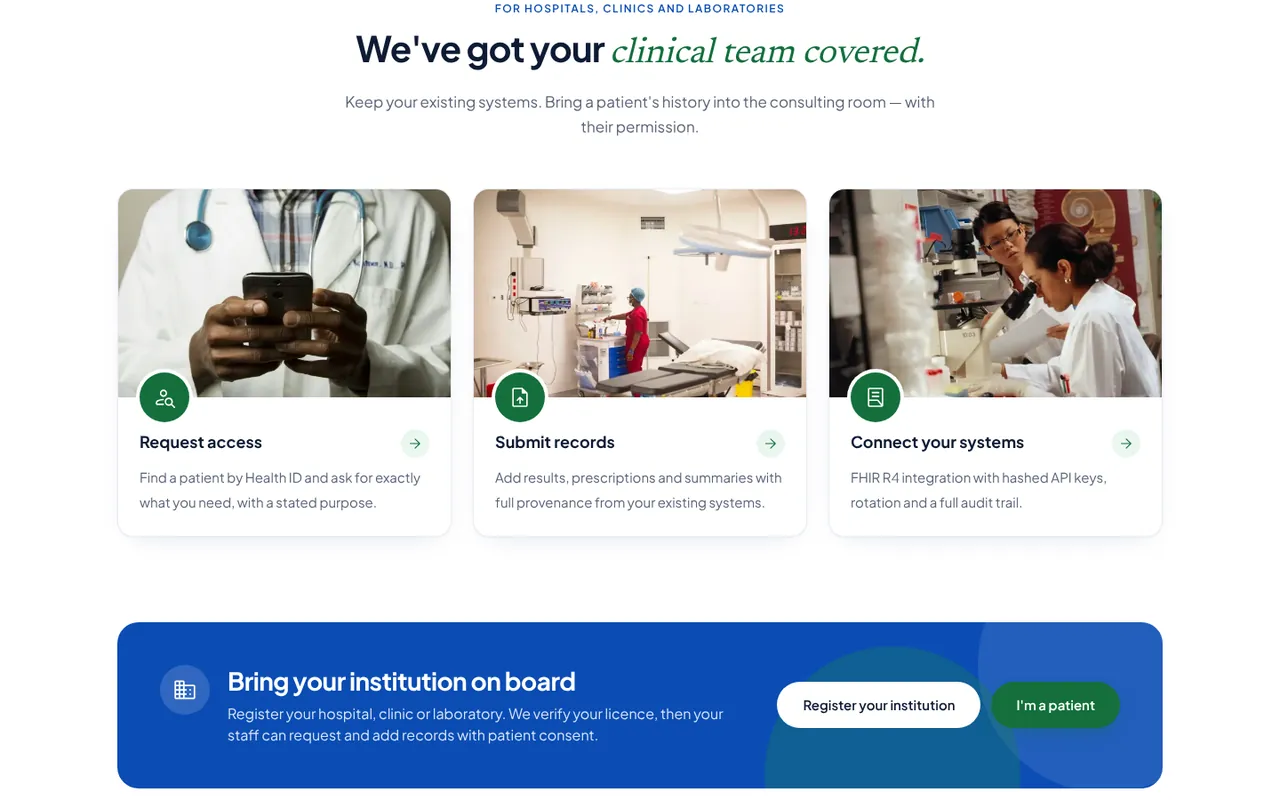 FOR HOSPITALS, CLINICS AND LABORATORIES
We've got your clinical team covered.
Keep your existing systems. Bring a patient's history into the consulting room — with
their permission.
Request access
Find a patient by Health ID and ask for exactly
what you need, with a stated purpose.
Submit records
Add results, prescriptions and summaries with
full provenance from your existing systems.
Connect your systems
FHIR R4 integration with hashed API keys,
rotation and a full audit trail.
Bring your institution on board
Register your hospital, clinic or laboratory. We verify your licence, then your
staff can request and add records with patient consent.
Register your institution
I'm a patient